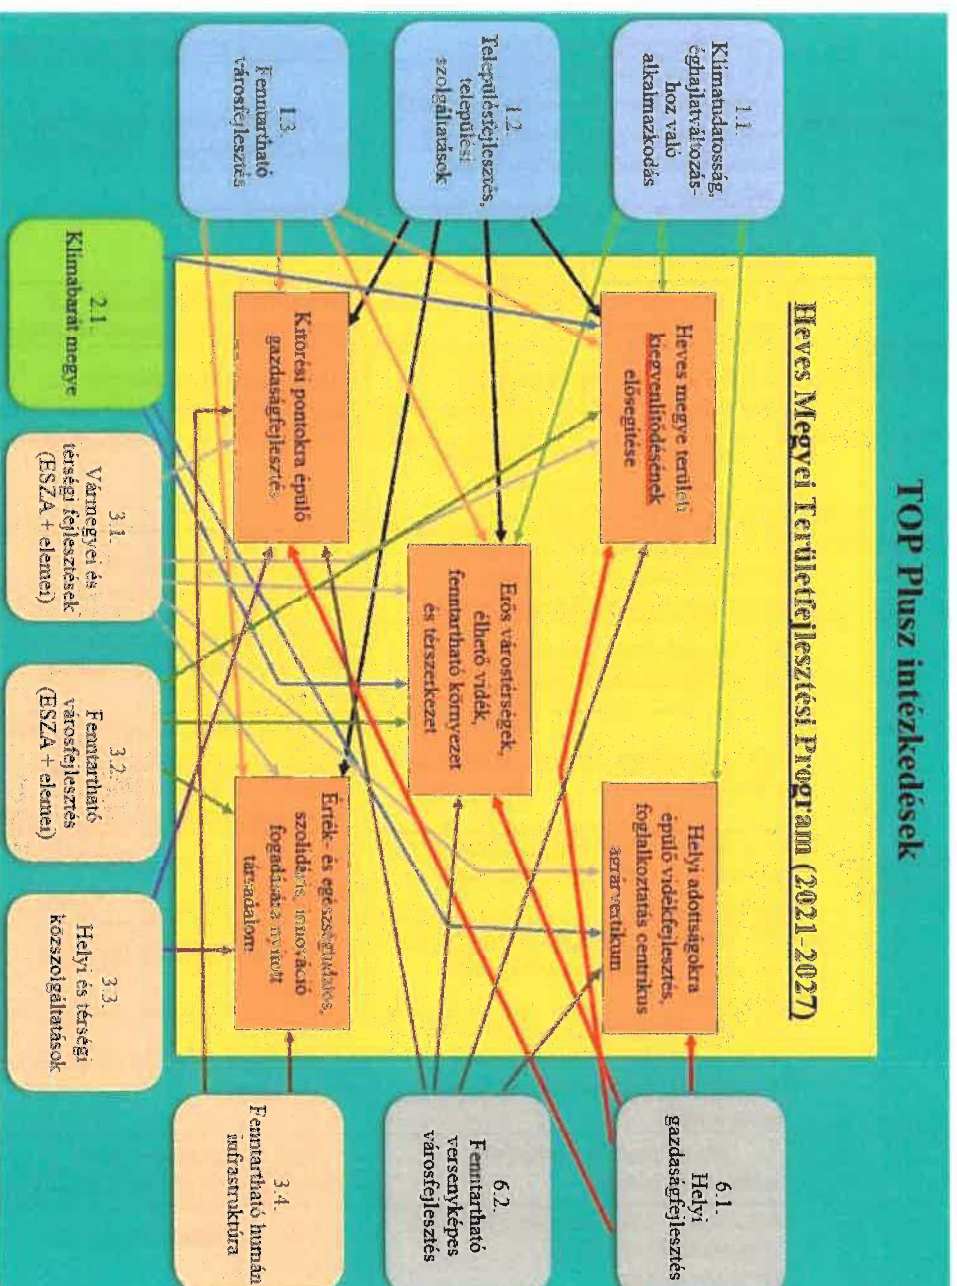 TOP Plusz intézkedések
Heves Megyei Területfejlesztési Program (2021-2027)
1.1.
Klímatudatosság,
éghajlatváltozás-
hoz való
alkalmazkodás
1.2.
Településfejlesztés,
települési
szolgáltatások
1.3.
Fenntartható
városfejlesztés
Heves megye területi
kiegyenlítődésének
elősegítése
Kitörési pontokra épülő
gazdaságfejlesztés
Erős várostérségek,
élhető vidék,
fenntartható környezet
és térszerkezet
Helyi adottságokra
épülő vidékfejlesztés,
foglalkoztatás centrikus
agrárvertikum
Érték- és egészségtudatos,
szolidáris, innováció
fogadására nyitott
társadalom
6.1.
Helyi
gazdaságfejlesztés
6.2.
Fenntartható
versenyképes
városfejlesztés
3.4.
Fenntartható humán
infrastruktúra
2.1.
Klímabarát megye
3.1.
Vármegyei és
térségi fejlesztések
(ESZA + elemei)
3.2.
Fenntartható
városfejlesztés
(ESZA + elemei)
3.3.
Helyi és térségi
közszolgáltatások